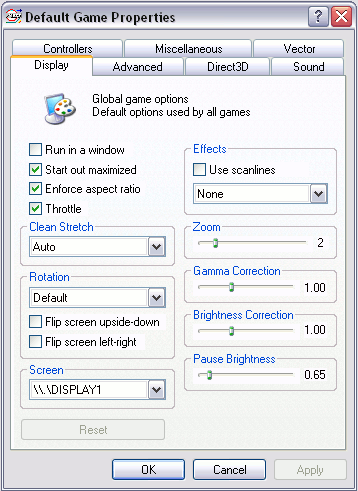 Default Game Properties
Controllers
Miscellaneous
Vector
Display
Advanced
Direct3D
Sound
Global game options
Default options used by all games
Run in a window
Start out maximized
Enforce aspect ratio
Throttle
Clean Stretch
Auto
Rotation
Default
Flip screen upside-down
Flip screen left-right
Screen
\\.\DISPLAY1
Reset
Effects
Use scanlines
None
Zoom
2
Gamma Correction
1.00
Brightness Correction
1.00
Pause Brightness
0.65
OK
Cancel
Apply